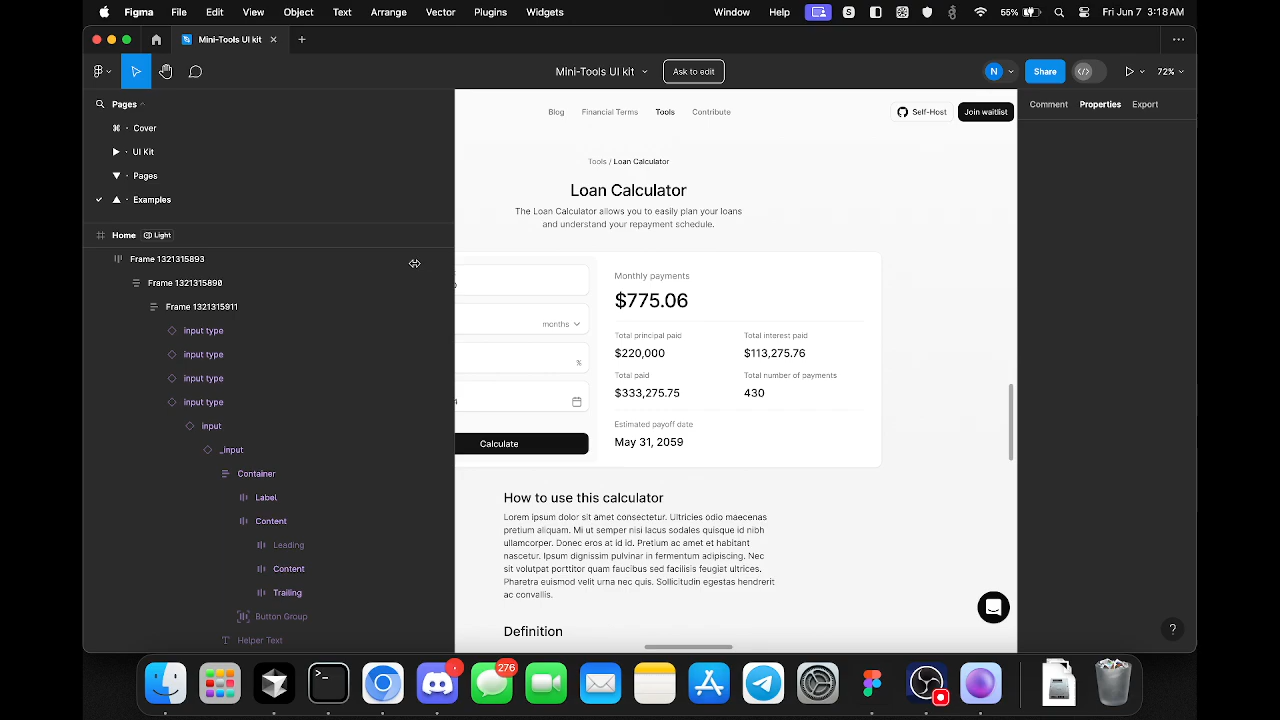 Figma File Edit View Object Text Arrange Vector Plugins Widgets Window Help 55% Fri Jun 7 3:18 AM
Mini-Tools UI kit
Mini-Tools UI kit Ask to edit N Share 72%
Pages
Cover
UI Kit
Pages
Examples
Home Light
Frame 1321315893
Frame 1321315890
Frame 1321315911
input type
input type
input type
input type
input
_input
Container
Label
Content
Leading
Content
Trailing
Button Group
Helper Text
Blog Financial Terms Tools Contribute Self-Host Join waitlist
Tools / Loan Calculator
Loan Calculator
The Loan Calculator allows you to easily plan your loans
and understand your repayment schedule.
months
%
4
Calculate
Monthly payments
$775.06
Total principal paid Total interest paid
$220,000 $113,275.76
Total paid Total number of payments
$333,275.75 430
Estimated payoff date
May 31, 2059
How to use this calculator
Lorem ipsum dolor sit amet consectetur. Ultricies odio maecenas
pretium aliquam. Mi ut semper nisi lacus sodales quisque id nibh
ullamcorper. Donec eros at id id. Pretium ac amet et habitant
nascetur. Ipsum dignissim pulvinar in fermentum adipiscing. Nec
sit volutpat porttitor quam faucibus sed facilisis feugiat ultrices.
Pharetra euismod velit urna nec quis. Sollicitudin egestas hendrerit
ac convallis.
Definition
Comment Properties Export
?
276